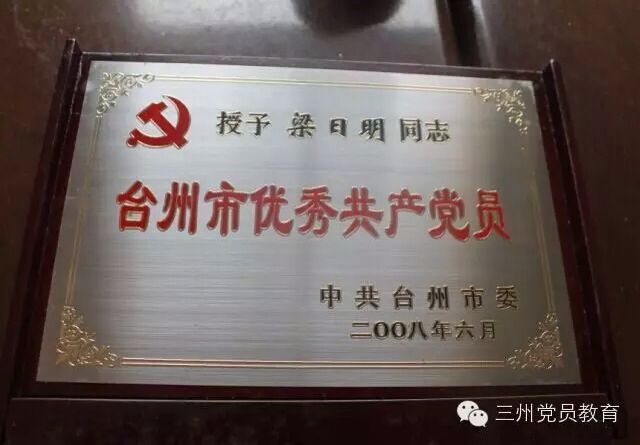 授予 梁日明 同志
台州市优秀共产党员
中共台州市委
二〇〇八年六月
三州党员教育